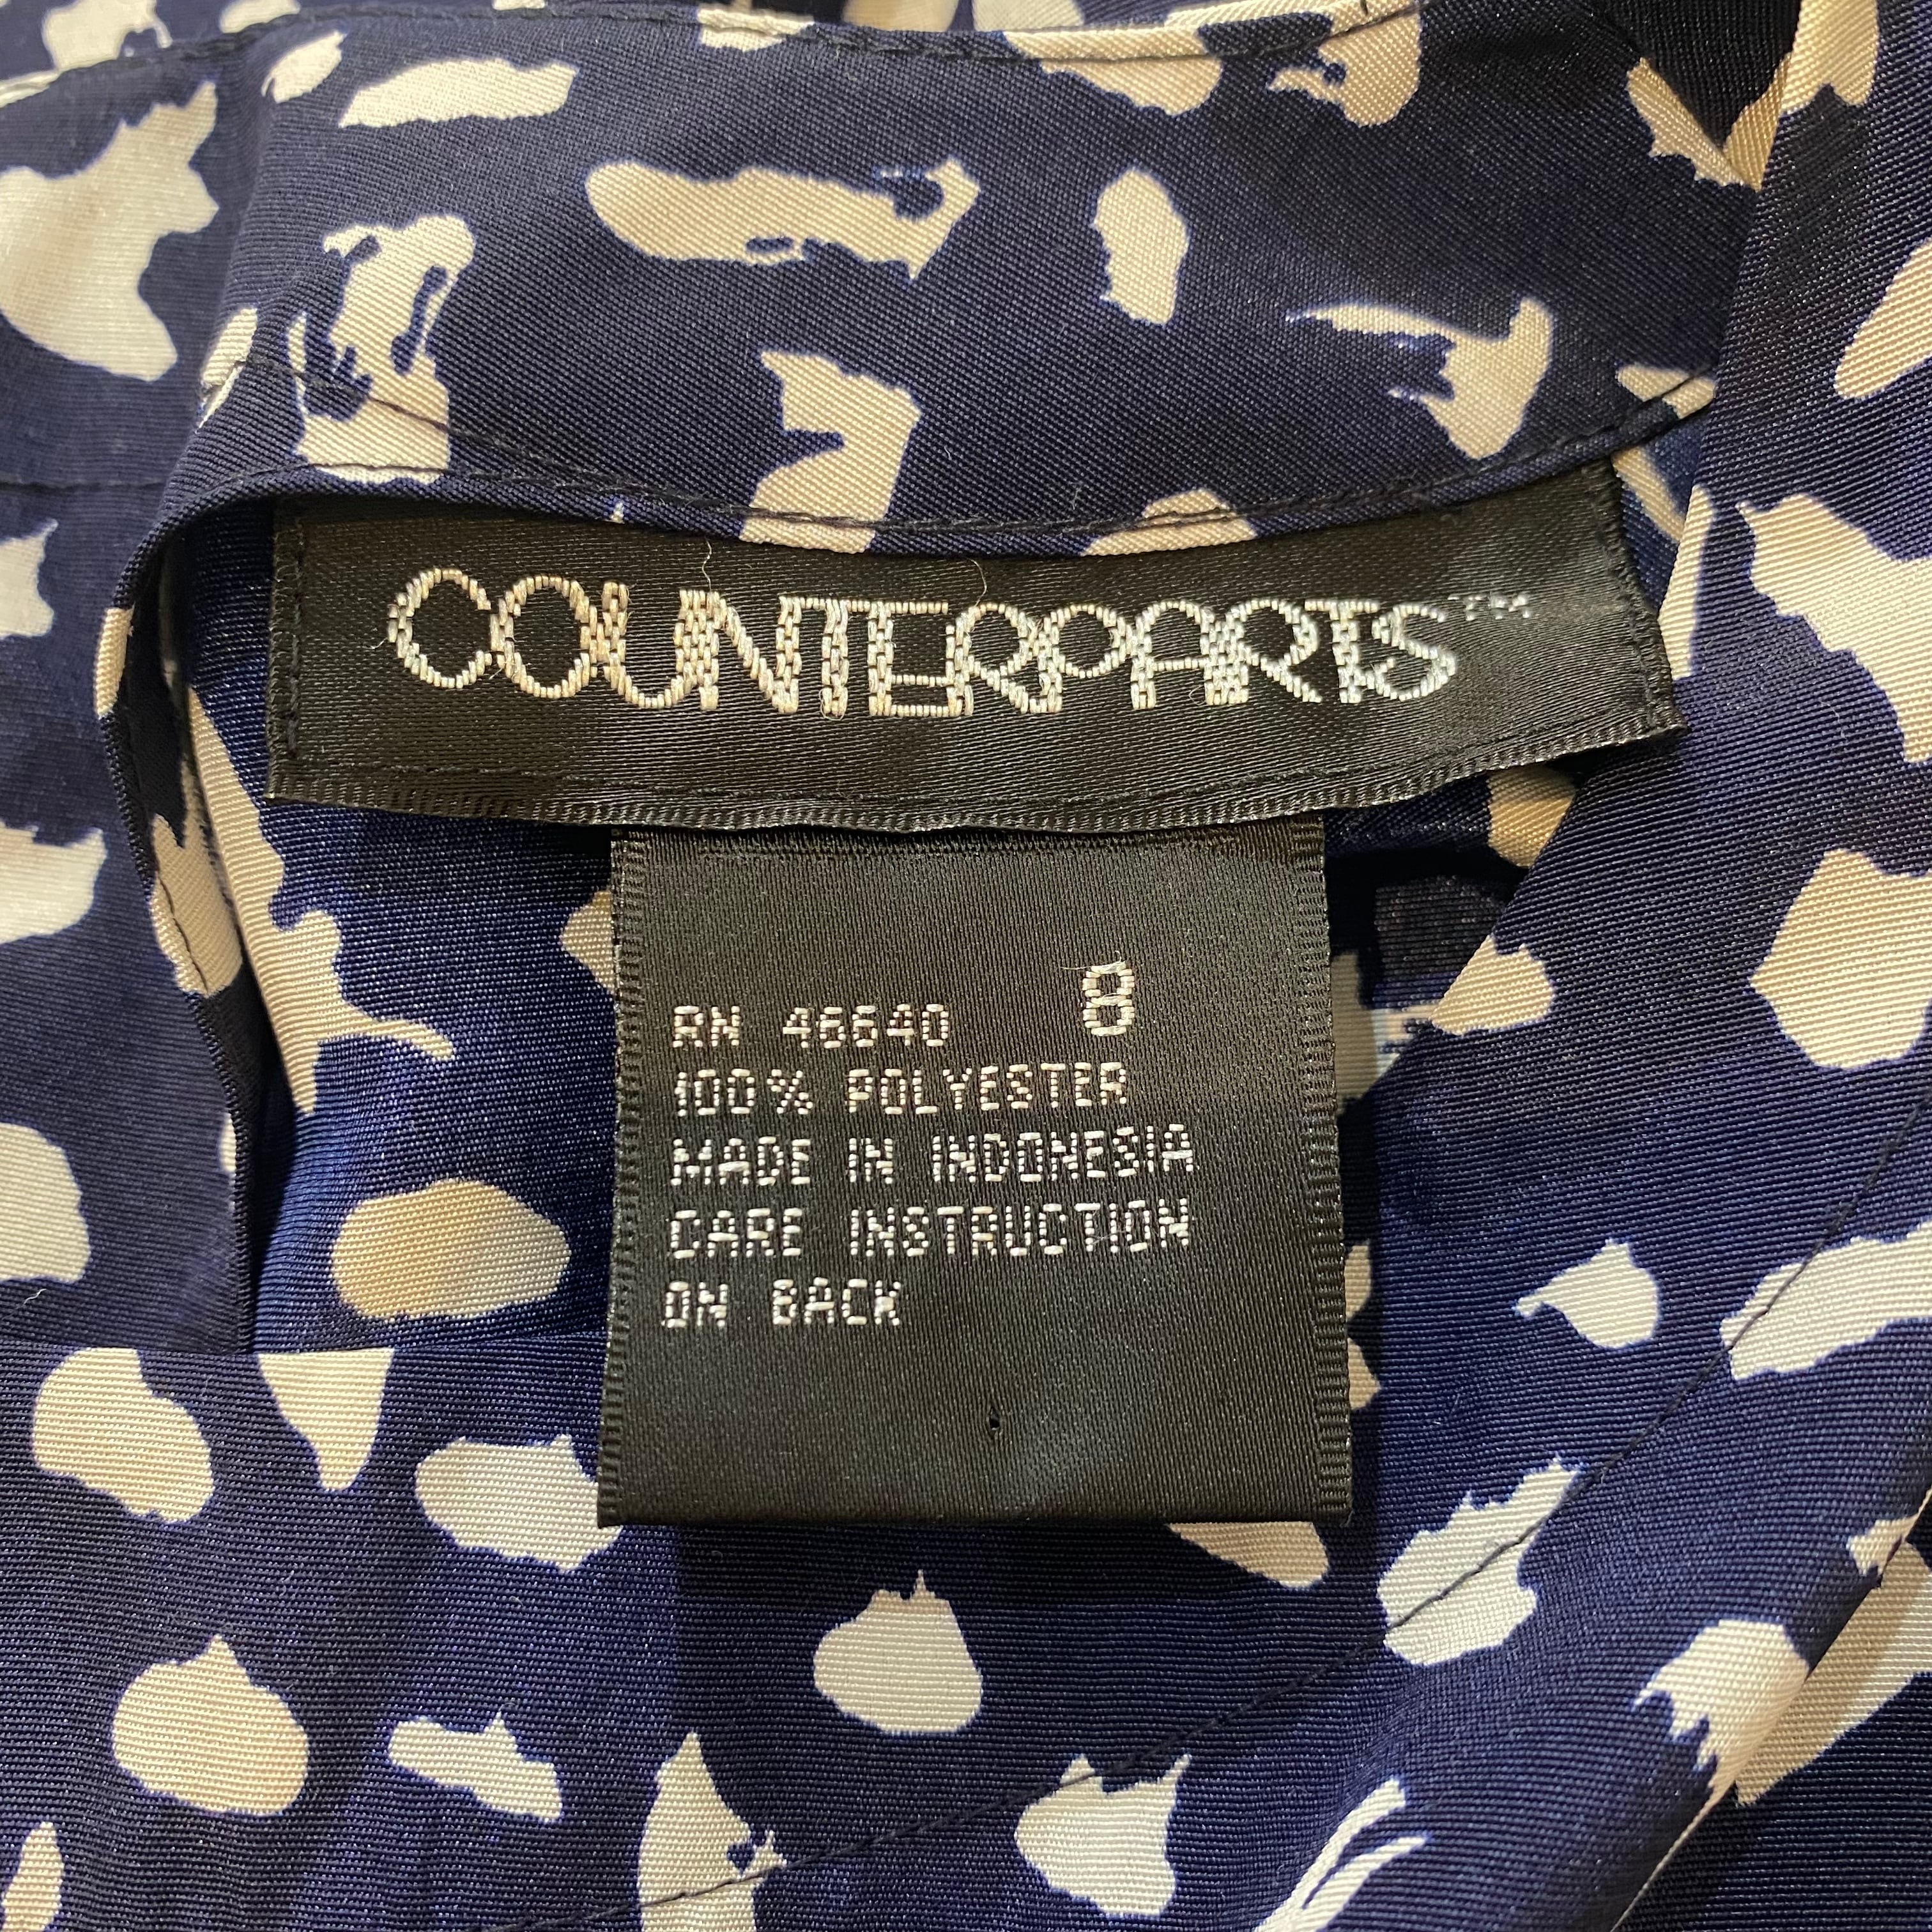 COUNTERPARTS™
RN 46640 8
100% POLYESTER
MADE IN INDONESIA
CARE INSTRUCTION
ON BACK